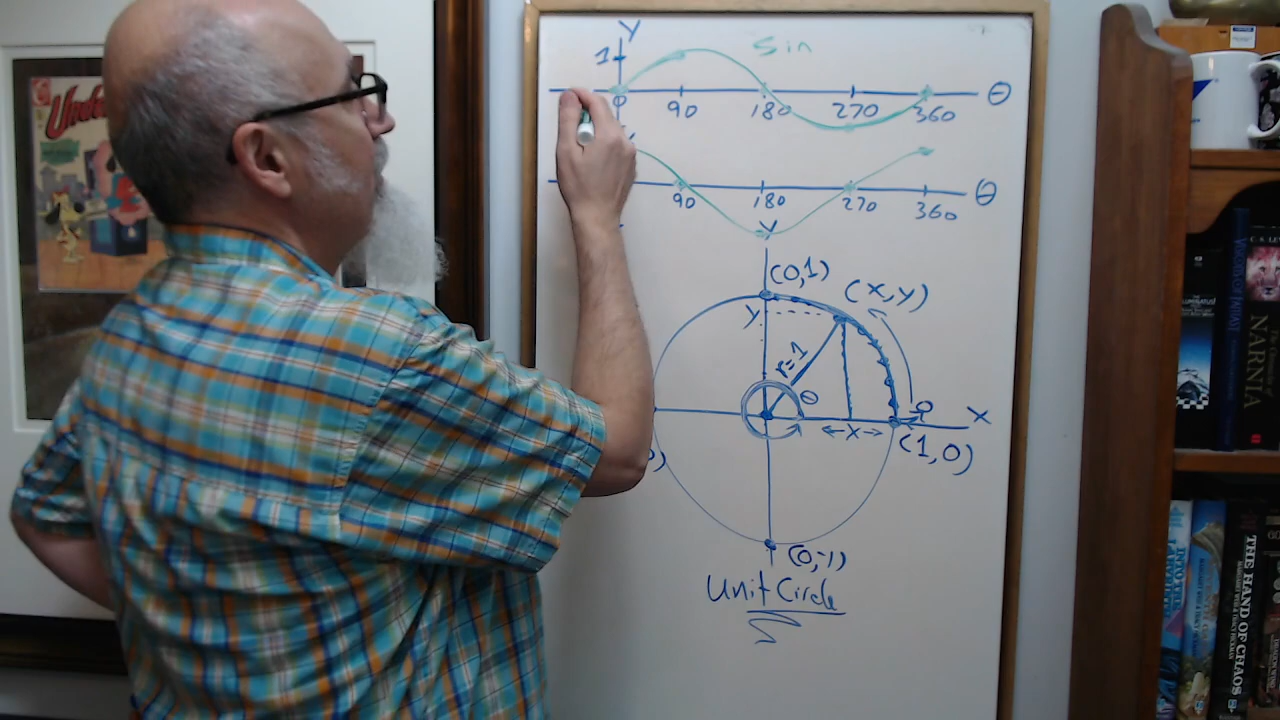 Y
Sin
1
0 90 180 270 360 θ
90 180 270 360 θ
Y
(0,1)
(x,y)
y
r=1
θ
0
X
←x→
(1,0)
)
(0,-1)
Unit Circle
NARNIA
THE HAND OF CHAOS